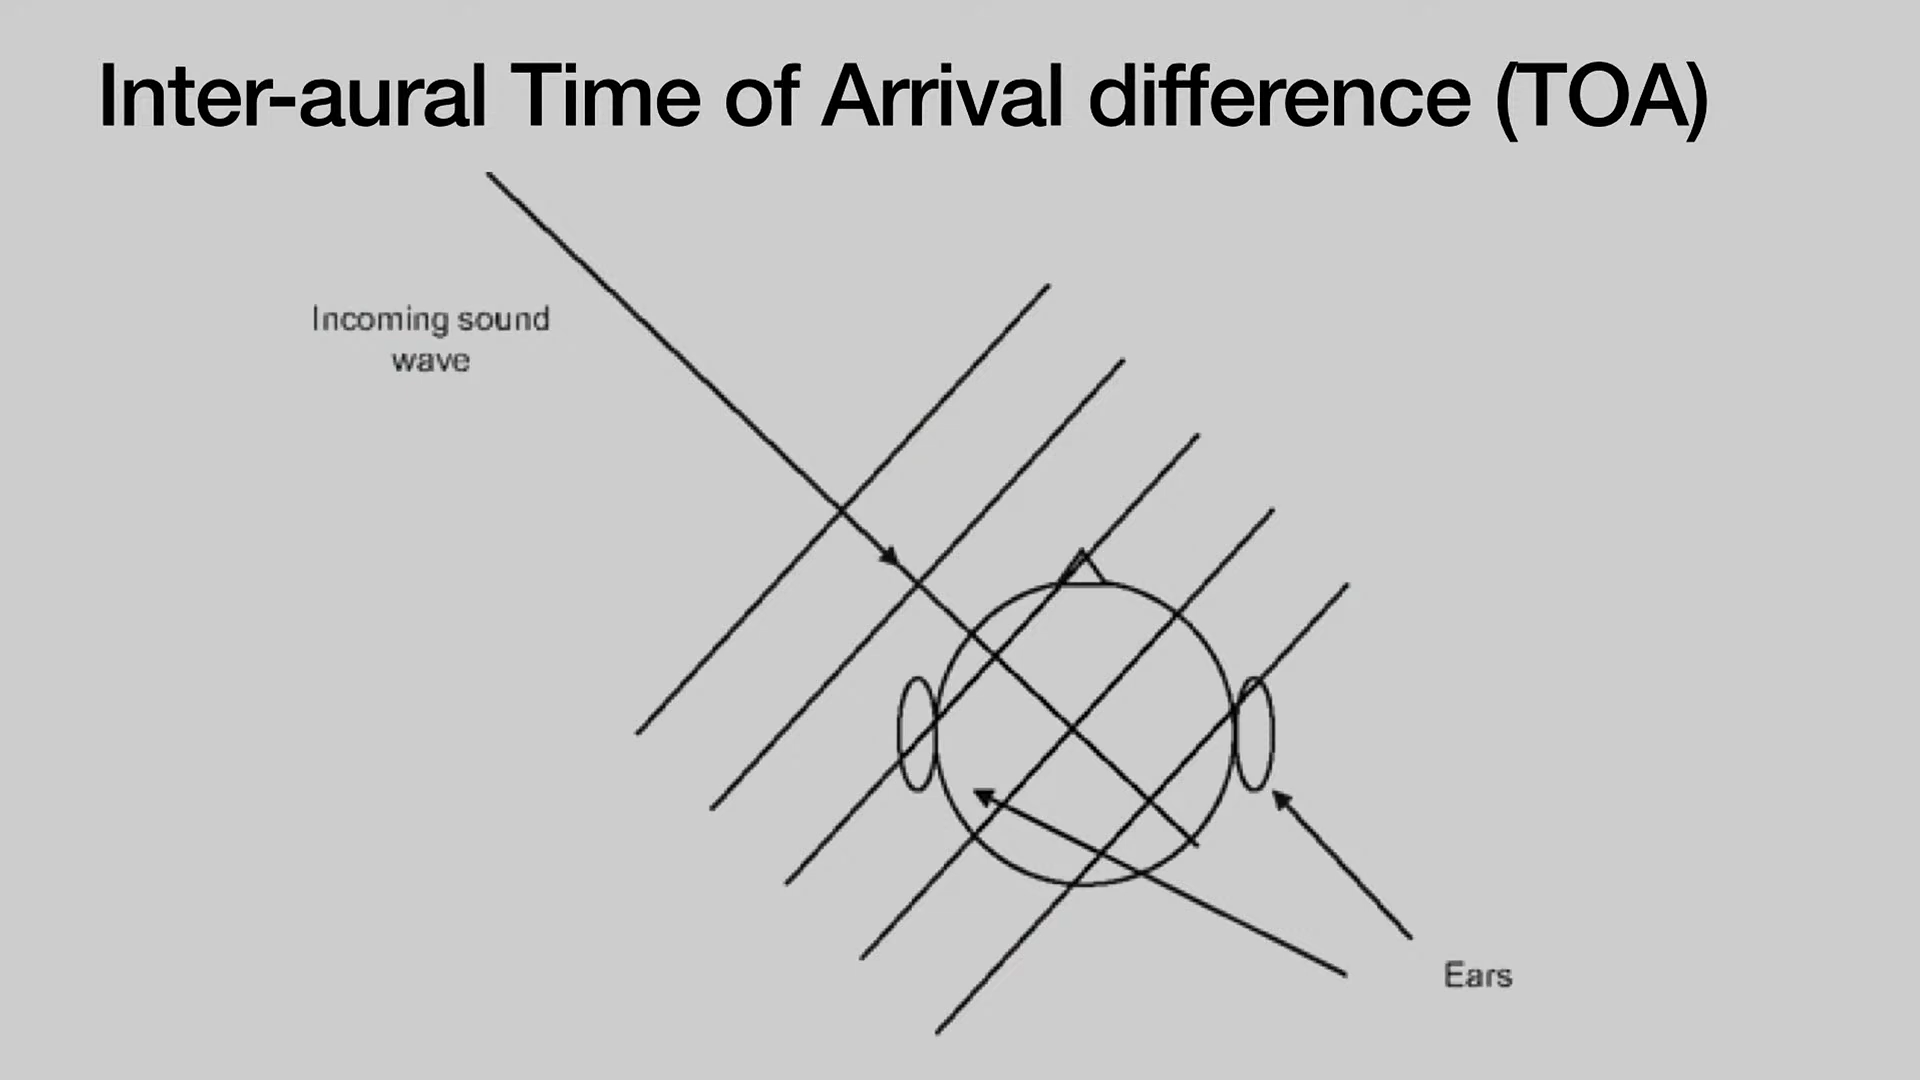 Inter-aural Time of Arrival difference (TOA)
Incoming sound
wave
Ears